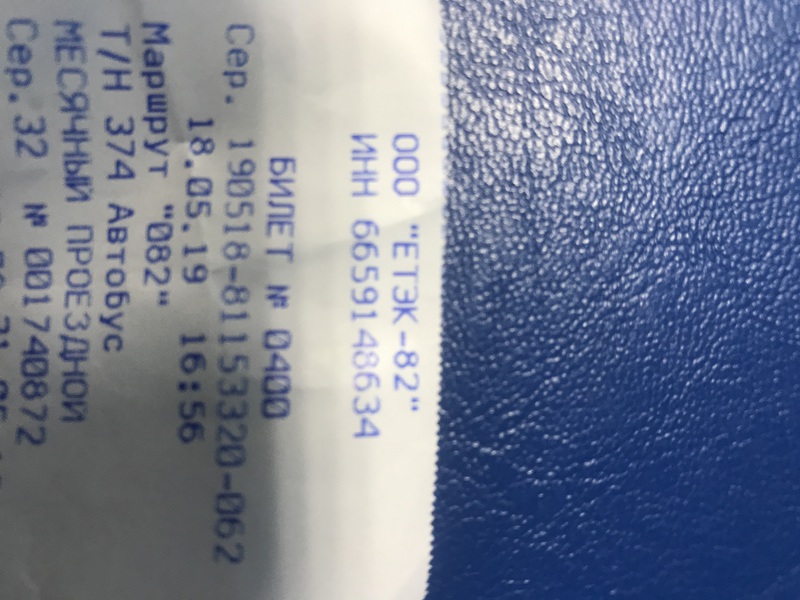 ООО "ЕТЭК-82"
ИНН 6659148634
БИЛЕТ № 0400
Сер. 190518-81153320-062
18.05.19 16:56
Маршрут "082"
Т/Н 374 Автобус
МЕСЯЧНЫЙ ПРОЕЗДНОЙ
Сер.32 № 001740872